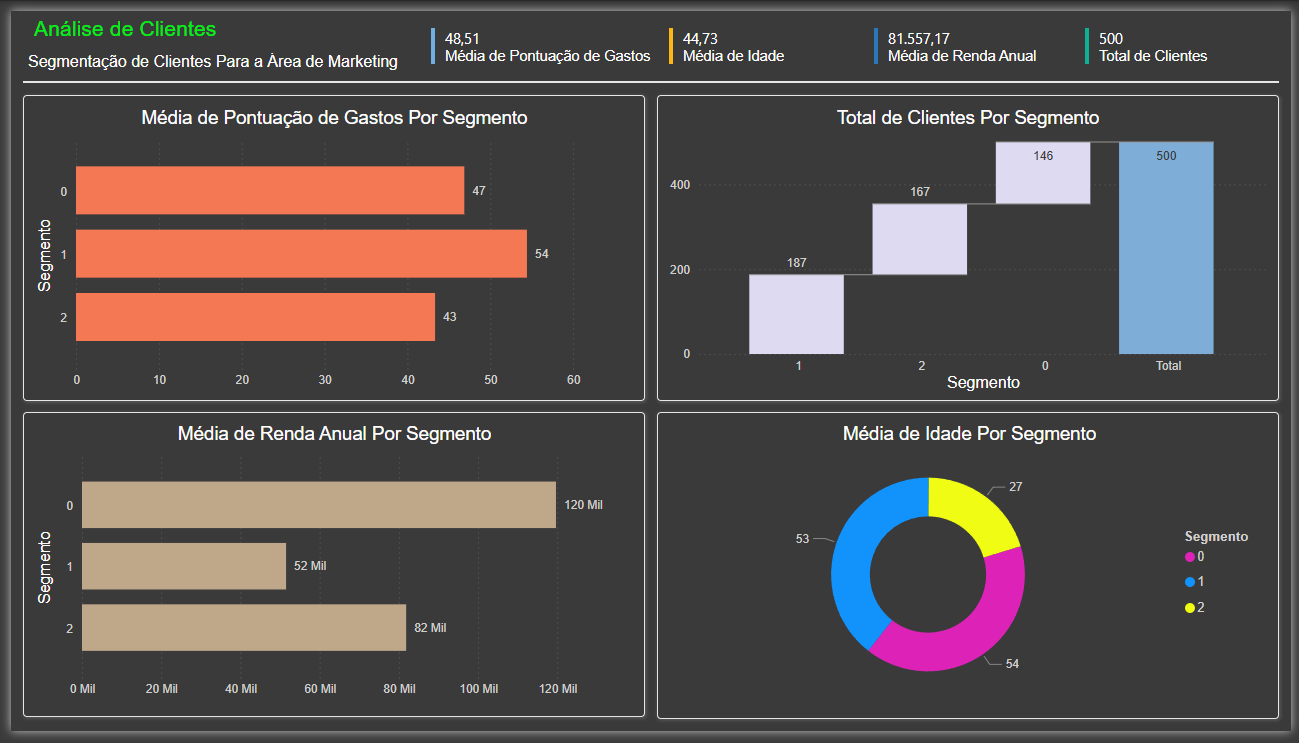 Análise de Clientes
Segmentação de Clientes Para a Área de Marketing
48,51
Média de Pontuação de Gastos
44,73
Média de Idade
81.557,17
Média de Renda Anual
500
Total de Clientes
Média de Pontuação de Gastos Por Segmento
Segmento
0
47
1
54
2
43
0 10 20 30 40 50 60
Total de Clientes Por Segmento
400
200
0
187
167
146
500
1 2 0 Total
Segmento
Média de Renda Anual Por Segmento
Segmento
0
120 Mil
1
52 Mil
2
82 Mil
0 Mil 20 Mil 40 Mil 60 Mil 80 Mil 100 Mil 120 Mil
Média de Idade Por Segmento
27
53
54
Segmento
0
1
2